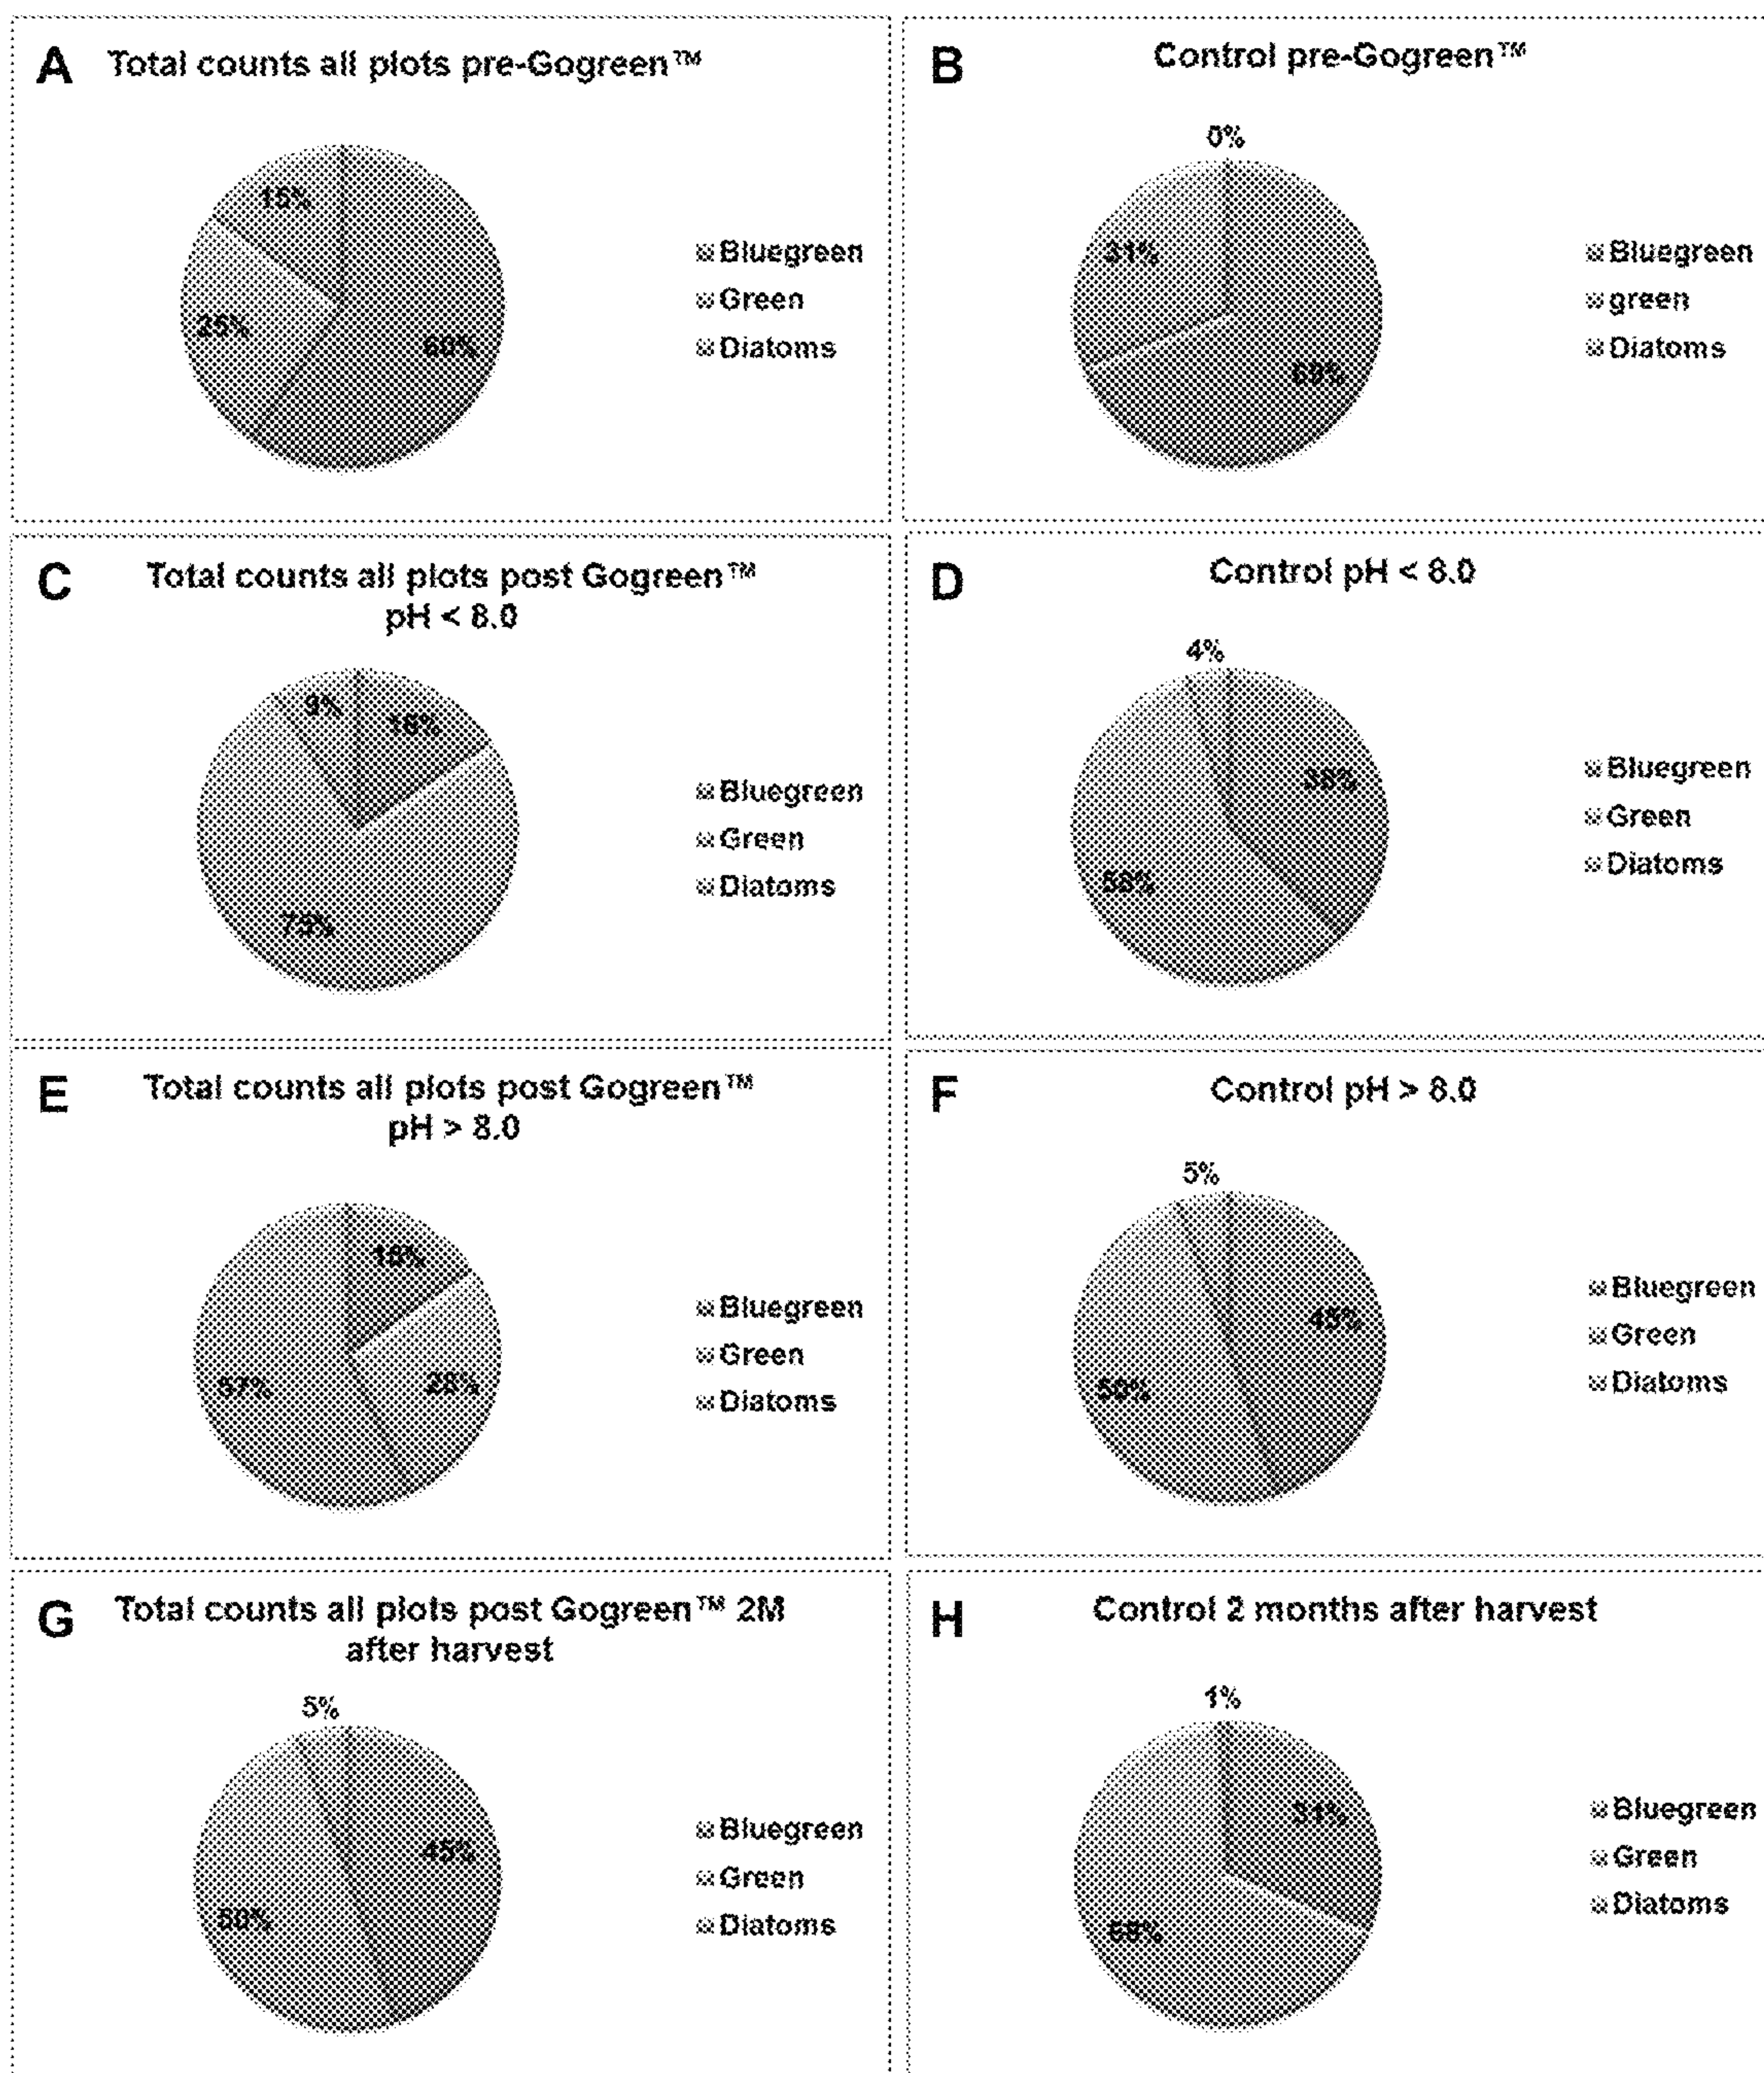 A
Total counts all plots pre-Gogreen™
15%
25%
60%
Bluegreen
Green
Diatoms
B
Control pre-Gogreen™
0%
31%
69%
Bluegreen
green
Diatoms
C
Total counts all plots post Gogreen™
pH < 8.0
9%
16%
75%
Bluegreen
Green
Diatoms
D
Control pH < 8.0
4%
38%
58%
Bluegreen
Green
Diatoms
E
Total counts all plots post Gogreen™
pH > 8.0
15%
57%
28%
Bluegreen
Green
Diatoms
F
Control pH > 8.0
5%
45%
50%
Bluegreen
Green
Diatoms
G
Total counts all plots post Gogreen™ 2M
after harvest
5%
45%
50%
Bluegreen
Green
Diatoms
H
Control 2 months after harvest
1%
31%
68%
Bluegreen
Green
Diatoms